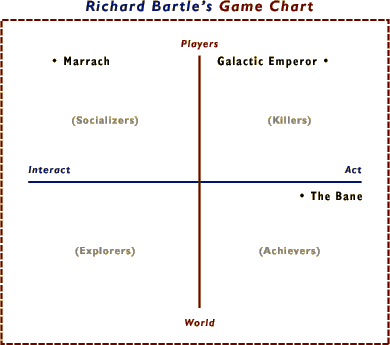 Richard Bartle's Game Chart
Players
• Marrach
Galactic Emperor •
(Socializers)
(Killers)
Interact
Act
• The Bane
(Explorers)
(Achievers)
World